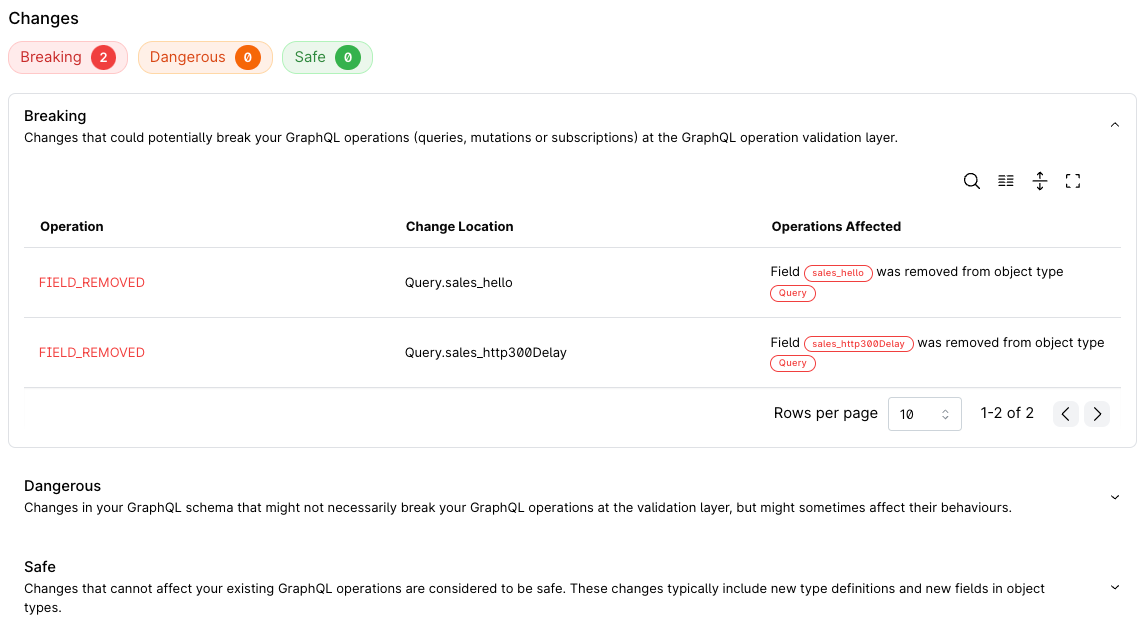 Changes
Breaking 2 Dangerous 0 Safe 0
Breaking
Changes that could potentially break your GraphQL operations (queries, mutations or subscriptions) at the GraphQL operation validation layer.
Operation Change Location Operations Affected
FIELD_REMOVED Query.sales_hello Field sales_hello was removed from object type
Query
FIELD_REMOVED Query.sales_http300Delay Field sales_http300Delay was removed from object type
Query
Rows per page 10 1-2 of 2
Dangerous
Changes in your GraphQL schema that might not necessarily break your GraphQL operations at the validation layer, but might sometimes affect their behaviours.
Safe
Changes that cannot affect your existing GraphQL operations are considered to be safe. These changes typically include new type definitions and new fields in object
types.